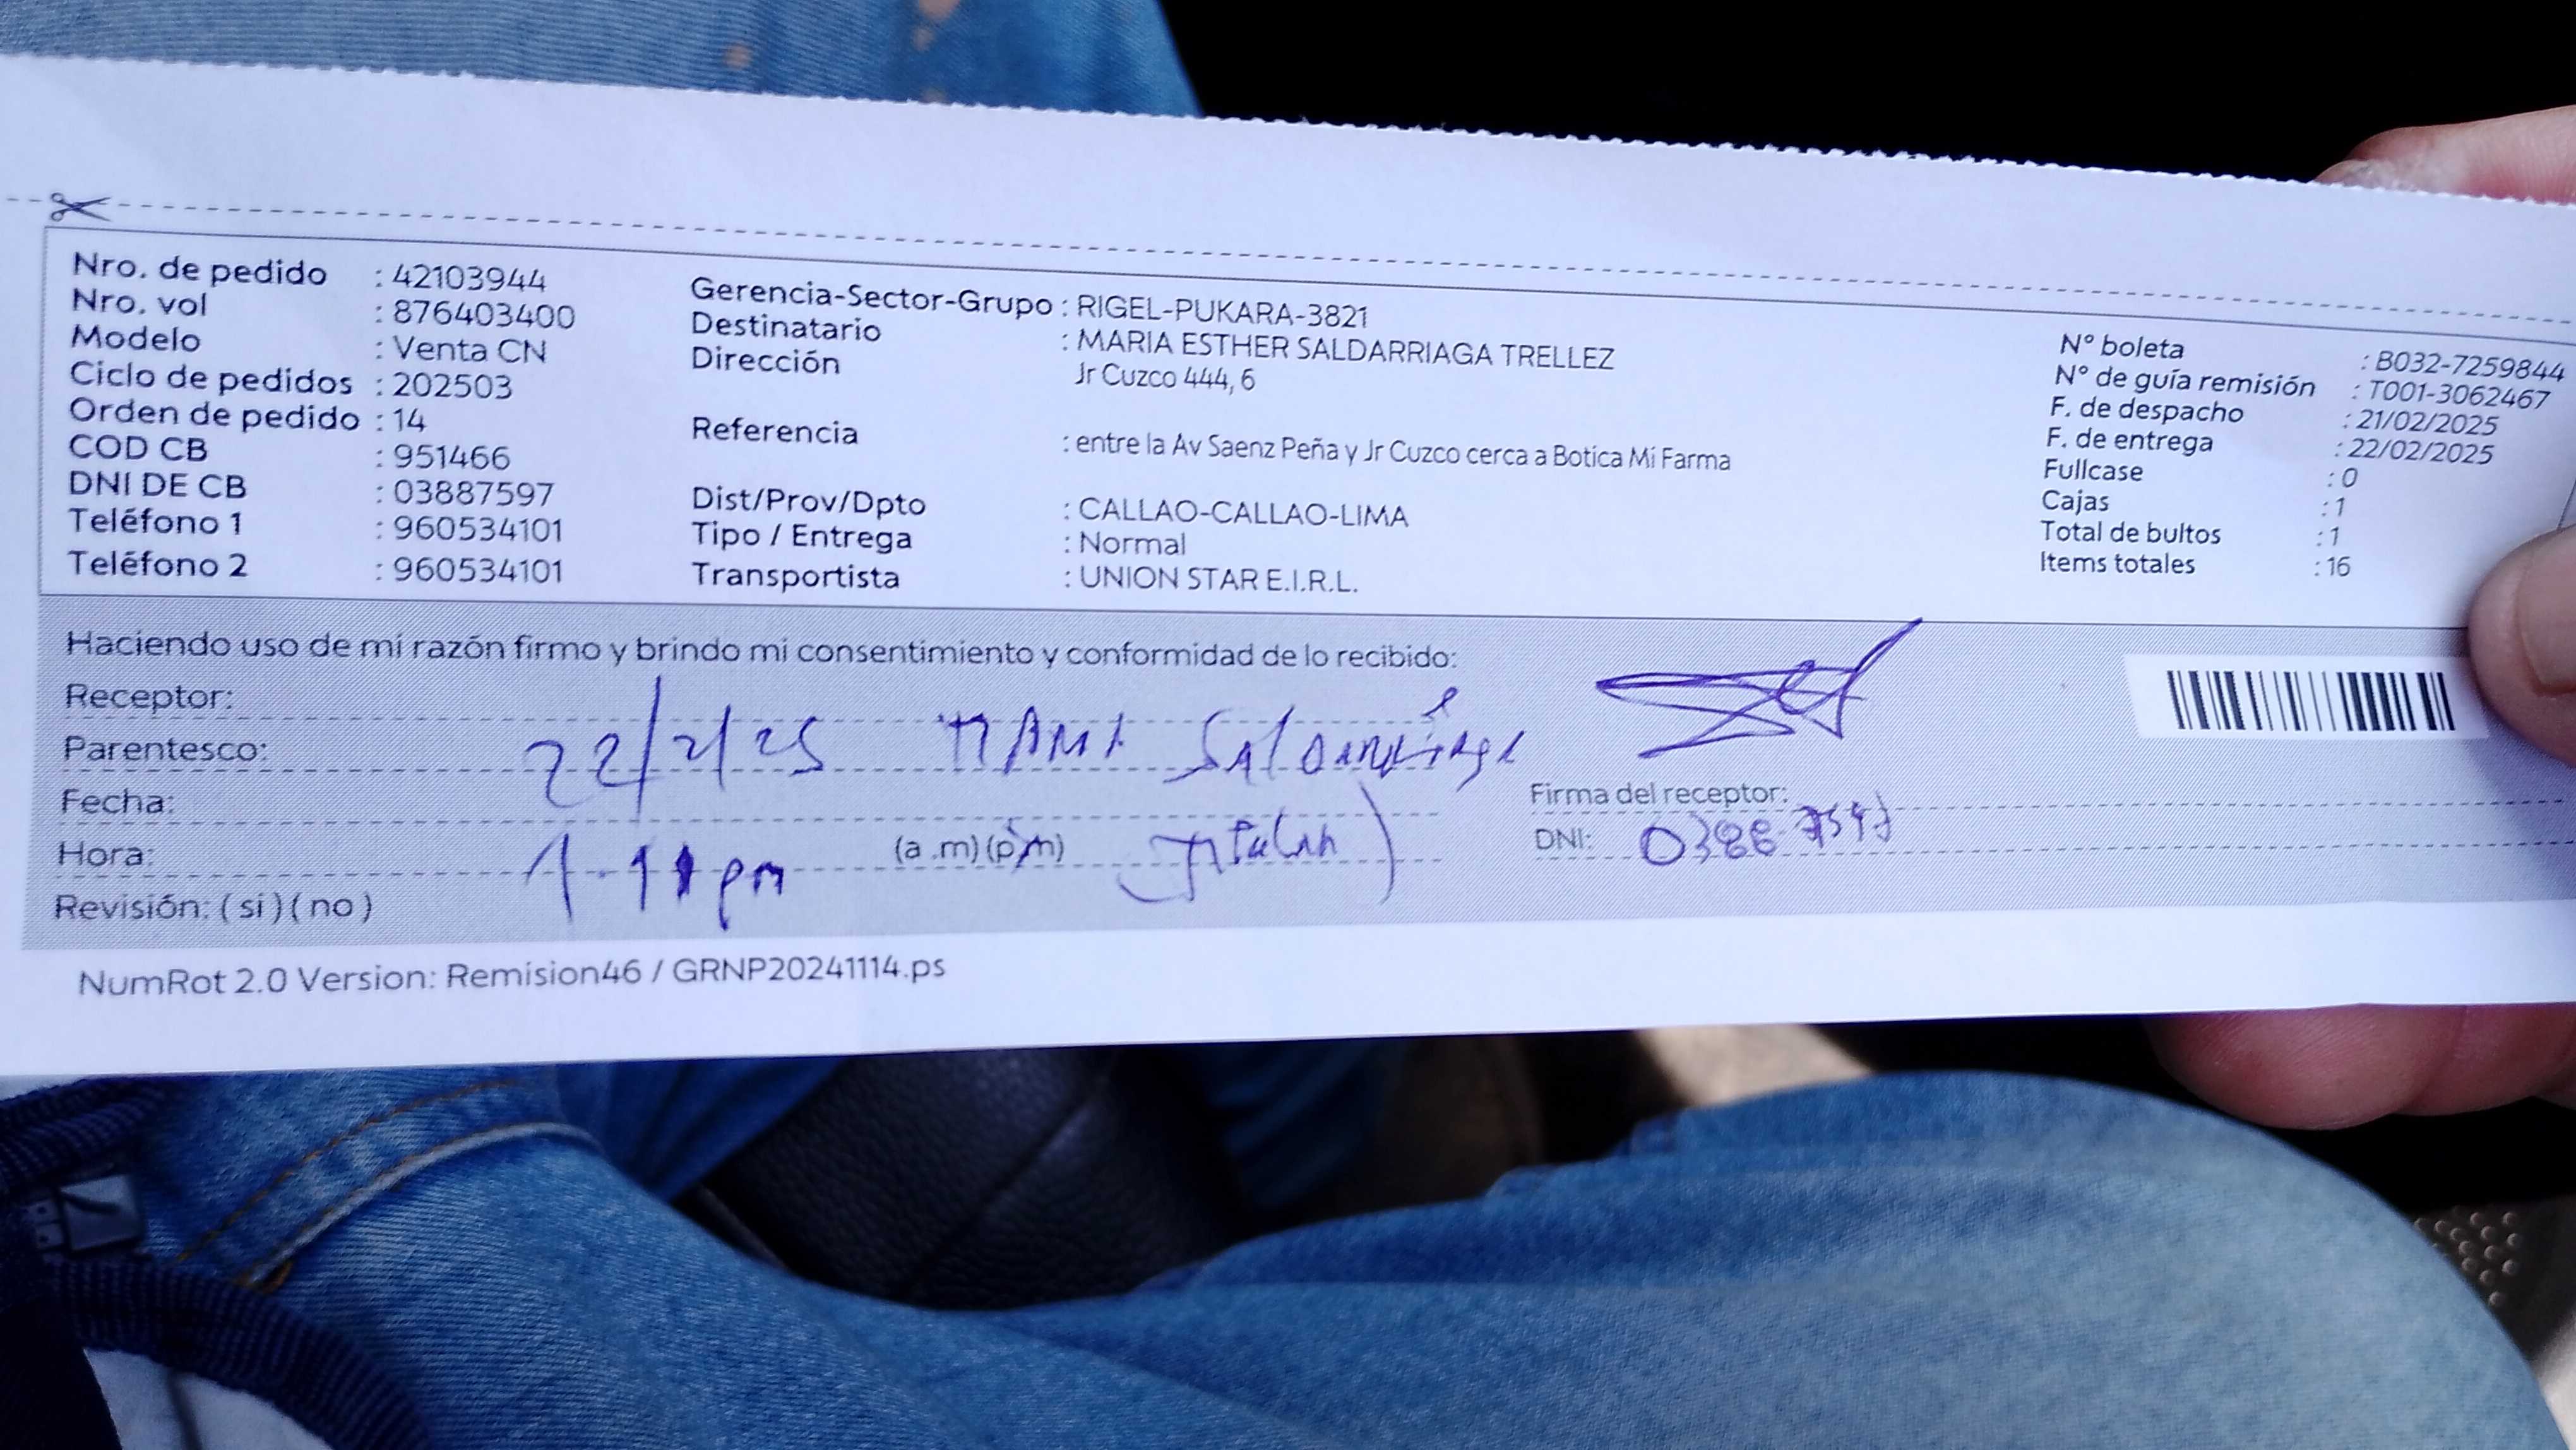 Nro. de pedido : 42103944
Nro. vol : 876403400
Modelo : Venta CN
Ciclo de pedidos : 202503
Orden de pedido : 14
COD CB : 951466
DNI DE CB : 03887597
Teléfono 1 : 960534101
Teléfono 2 : 960534101
Gerencia-Sector-Grupo : RIGEL-PUKARA-3821
Destinatario : MARIA ESTHER SALDARRIAGA TRELLEZ
Dirección Jr Cuzco 444, 6
Referencia : entre la Av Saenz Peña y Jr Cuzco cerca a Botica Mi Farma
Dist/Prov/Dpto : CALLAO-CALLAO-LIMA
Tipo / Entrega : Normal
Transportista : UNION STAR E.I.R.L.
N° boleta : B032-7259844
N° de guía remisión : T001-3062467
F. de despacho : 21/02/2025
F. de entrega : 22/02/2025
Fullcase : 0
Cajas : 1
Total de bultos : 1
Items totales : 16
Haciendo uso de mi razón firmo y brindo mi consentimiento y conformidad de lo recibido:
Receptor:
Parentesco: 22/2/25
Fecha:
Hora: 1.11 pm (a .m) (p.m)
Revisión: ( si ) ( no )
Firma del receptor:
DNI:
NumRot 2.0 Version: Remision46 / GRNP20241114.ps